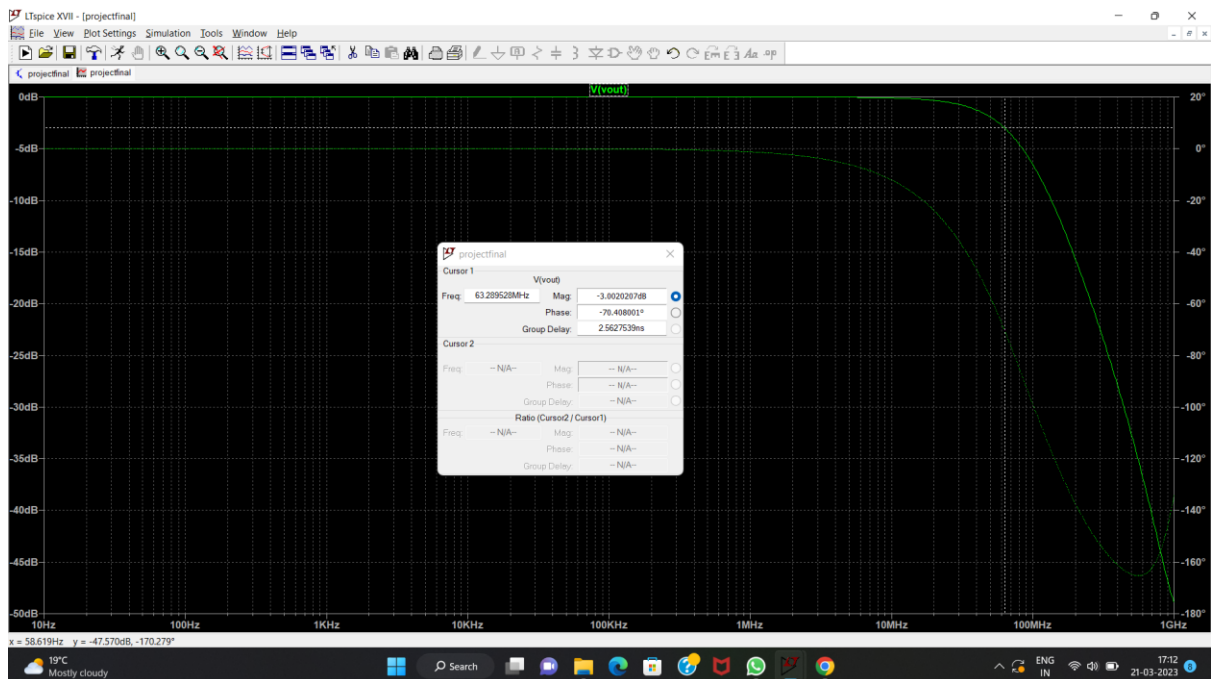 LTspice XVII - [projectfinal]
File View Plot Settings Simulation Tools Window Help
projectfinal projectfinal
V(vout)
0dB 20°
-5dB 0°
-10dB -20°
-15dB -40°
-20dB -60°
-25dB -80°
-30dB -100°
-35dB -120°
-40dB -140°
-45dB -160°
-50dB -180°
10Hz 100Hz 1KHz 10KHz 100KHz 1MHz 10MHz 100MHz 1GHz
projectfinal
Cursor 1
V(vout)
Freq: 63.289528MHz Mag: -3.0020207dB
Phase: -70.408001°
Group Delay: 2.5627539ns
Cursor 2
Freq: -- N/A-- Mag: -- N/A--
Phase: -- N/A--
Group Delay: -- N/A--
Ratio (Cursor2 / Cursor1)
Freq: -- N/A-- Mag: -- N/A--
Phase: -- N/A--
Group Delay: -- N/A--
x = 58.619Hz y = -47.570dB, -170.279°
19°C
Mostly cloudy
Search
ENG
IN
17:12
21-03-2023
8